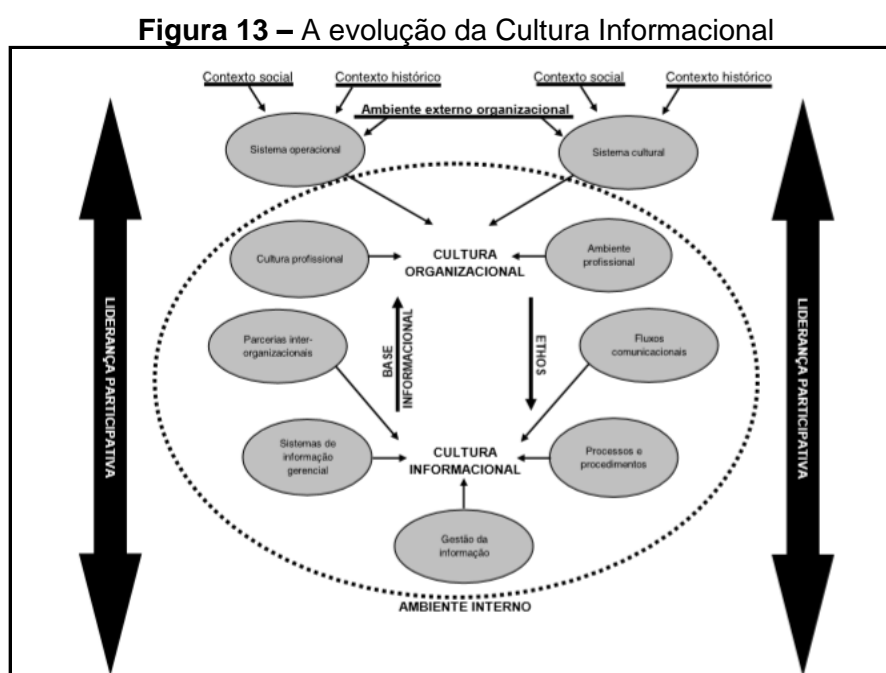 Figura 13 – A evolução da Cultura Informacional
Contexto social
Contexto histórico
Contexto social
Contexto histórico
Ambiente externo organizacional
Sistema operacional
Sistema cultural
Cultura profissional
CULTURA
ORGANIZACIONAL
Ambiente
profissional
LIDERANÇA PARTICIPATIVA
Parcerias inter-
organizacionais
BASE
INFORMACIONAL
ETHOS
Fluxos
comunicacionais
LIDERANÇA PARTICIPATIVA
Sistemas de
informação
gerencial
CULTURA
INFORMACIONAL
Processos e
procedimentos
Gestão da
informação
AMBIENTE INTERNO